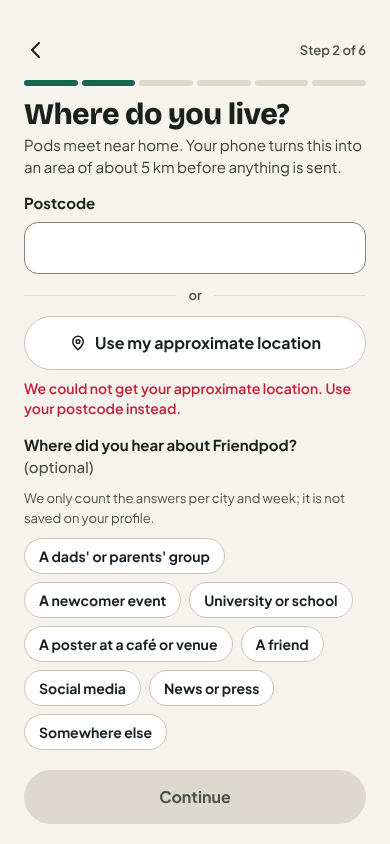 Step 2 of 6
Where do you live?
Pods meet near home. Your phone turns this into
an area of about 5 km before anything is sent.
Postcode
or
Use my approximate location
We could not get your approximate location. Use
your postcode instead.
Where did you hear about Friendpod?
(optional)
We only count the answers per city and week; it is not
saved on your profile.
A dads' or parents' group
A newcomer event
University or school
A poster at a café or venue
A friend
Social media
News or press
Somewhere else
Continue